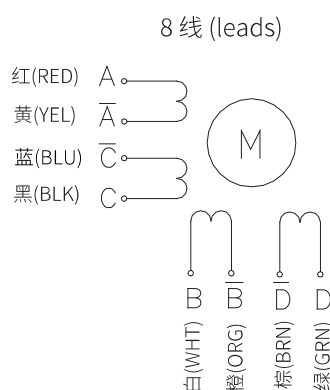 8 线 (leads)
红(RED) A
黄(YEL) A̅
蓝(BLU) C̅
黑(BLK) C
M
B B̅ D̅ D
白(WHT) 橙(ORG) 棕(BRN) 绿(GRN)